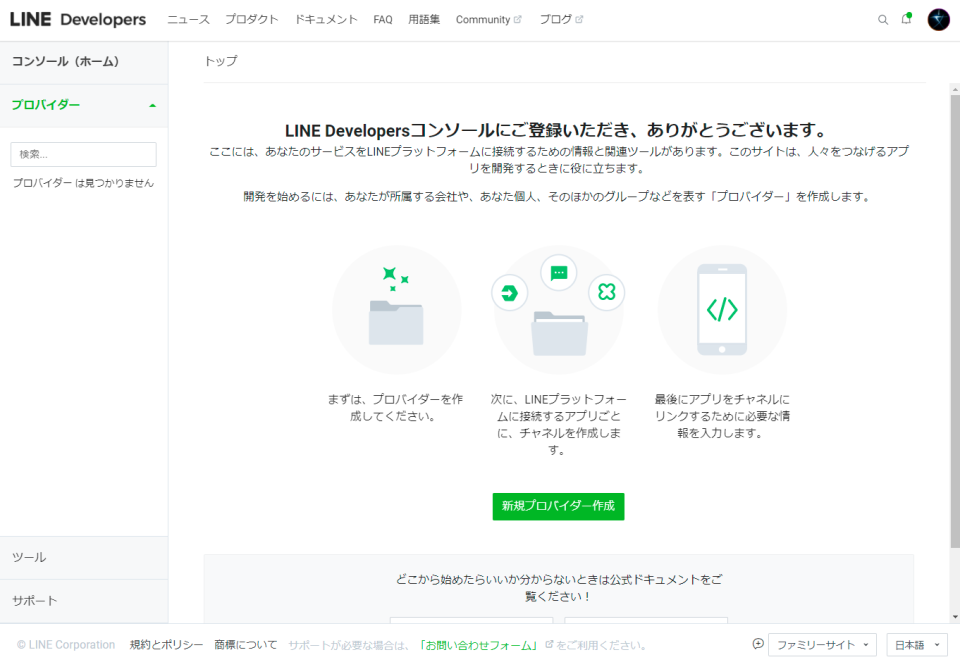 LINE Developers
ニュース プロダクト ドキュメント FAQ 用語集 Community ブログ
コンソール（ホーム）
プロバイダー
検索...
プロバイダー は見つかりません
ツール
サポート
トップ
LINE Developersコンソールにご登録いただき、ありがとうございます。
ここには、あなたのサービスをLINEプラットフォームに接続するための情報と関連ツールがあります。このサイトは、人々をつなげるアプ
リを開発するときに役に立ちます。
開発を始めるには、あなたが所属する会社や、あなた個人、そのほかのグループなどを表す「プロバイダー」を作成します。
まずは、プロバイダーを作
成してください。
次に、LINEプラットフォー
ムに接続するアプリごと
に、チャネルを作成しま
す。
最後にアプリをチャネルに
リンクするために必要な情
報を入力します。
新規プロバイダー作成
どこから始めたらいいか分からないときは公式ドキュメントをご
覧ください！
© LINE Corporation 規約とポリシー 商標について サポートが必要な場合は、「お問い合わせフォーム」をご利用ください。
ファミリーサイト 日本語